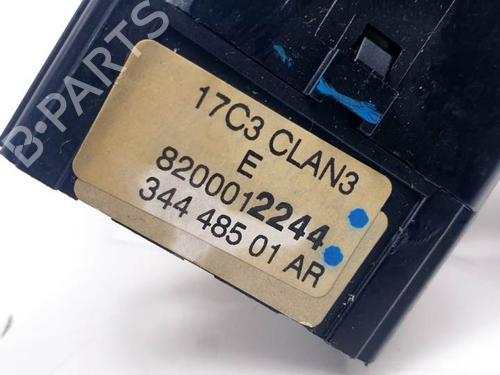 B-PARTS
17C3 CLAN3
E
8200012244
344 485 01 AR